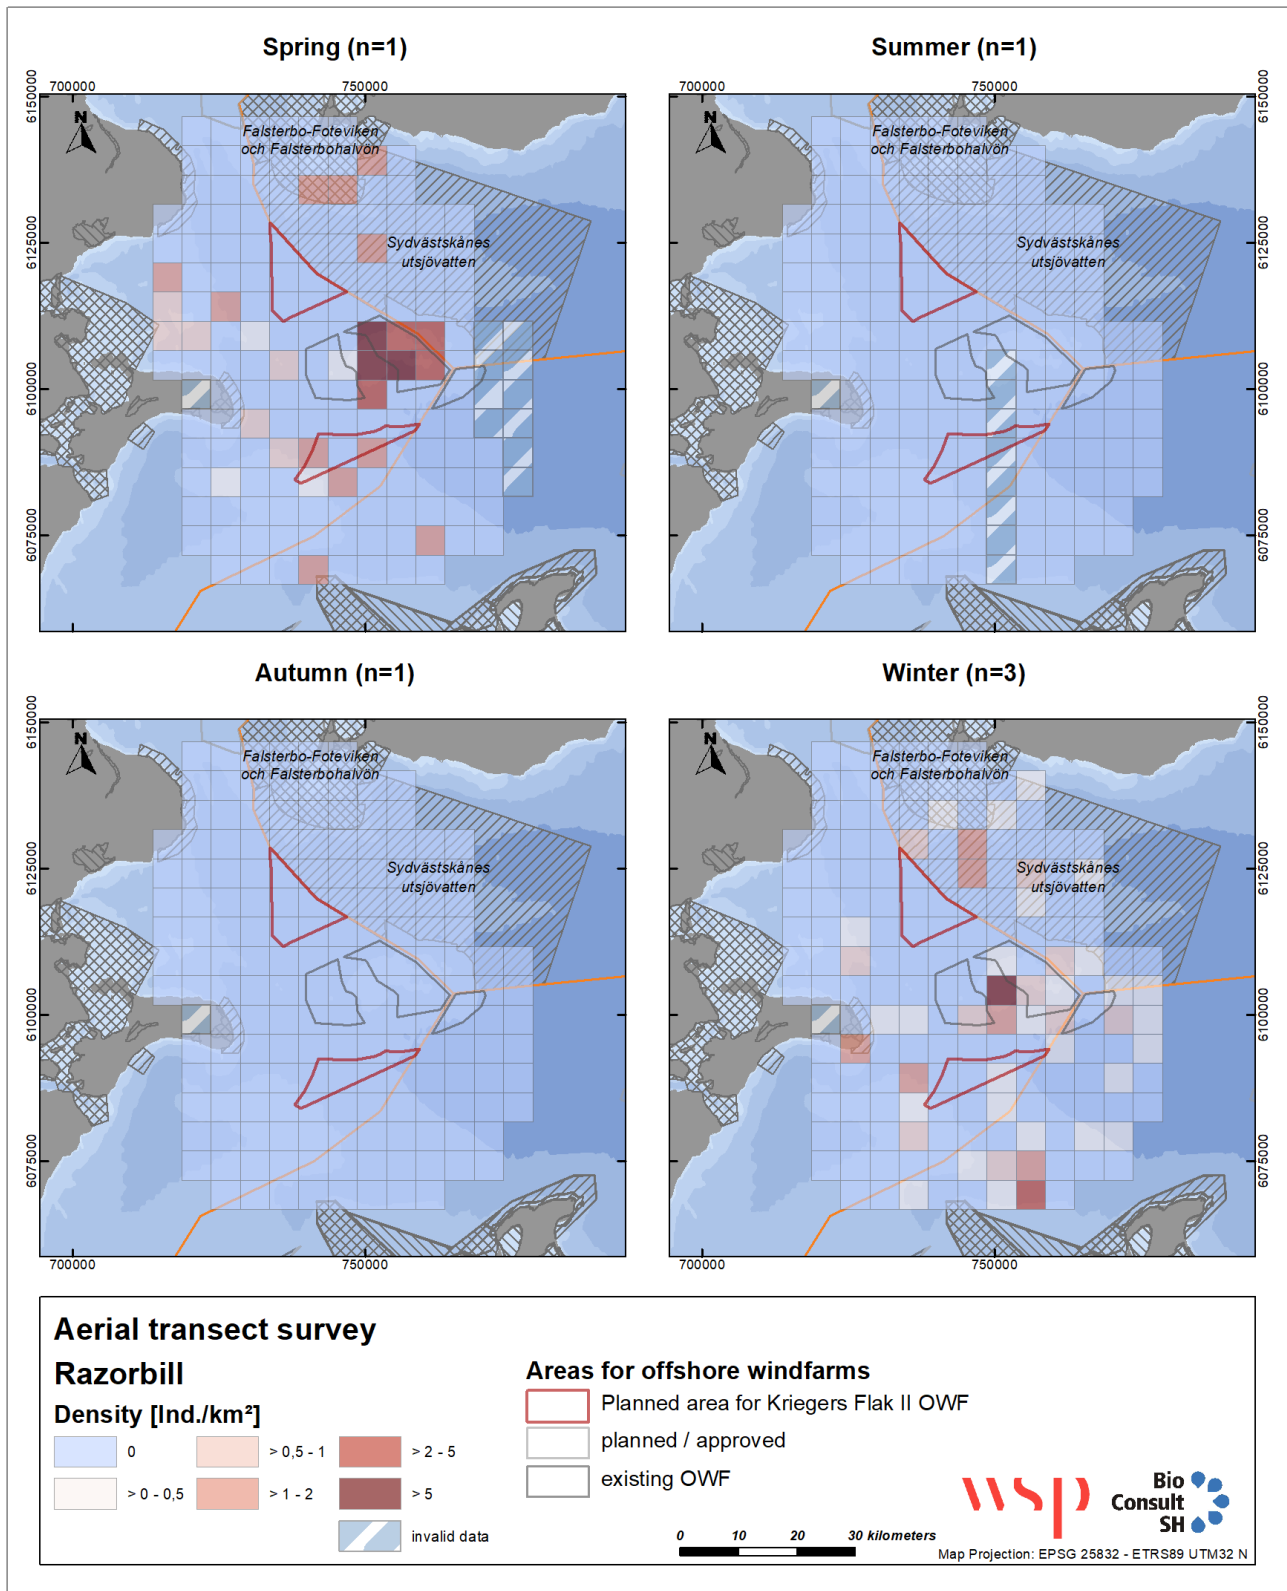 Spring (n=1)
Summer (n=1)
700000
750000
700000
750000
6150000
6125000
6100000
6075000
N
Falsterbo-Foteviken
och Falsterbohalvön
Sydvästskånes
utsjövatten
N
Falsterbo-Foteviken
och Falsterbohalvön
Sydvästskånes
utsjövatten
6150000
6125000
6100000
6075000
Autumn (n=1)
Winter (n=3)
6150000
6125000
6100000
6075000
N
Falsterbo-Foteviken
och Falsterbohalvön
Sydvästskånes
utsjövatten
N
Falsterbo-Foteviken
och Falsterbohalvön
Sydvästskånes
utsjövatten
6150000
6125000
6100000
6075000
700000
750000
700000
750000
Aerial transect survey
Razorbill
Density [Ind./km²]
0
> 0,5 - 1
> 2 - 5
> 0 - 0,5
> 1 - 2
> 5
invalid data
Areas for offshore windfarms
Planned area for Kriegers Flak II OWF
planned / approved
existing OWF
0 10 20 30 kilometers
wsp
Bio
Consult
SH
Map Projection: EPSG 25832 - ETRS89 UTM32 N